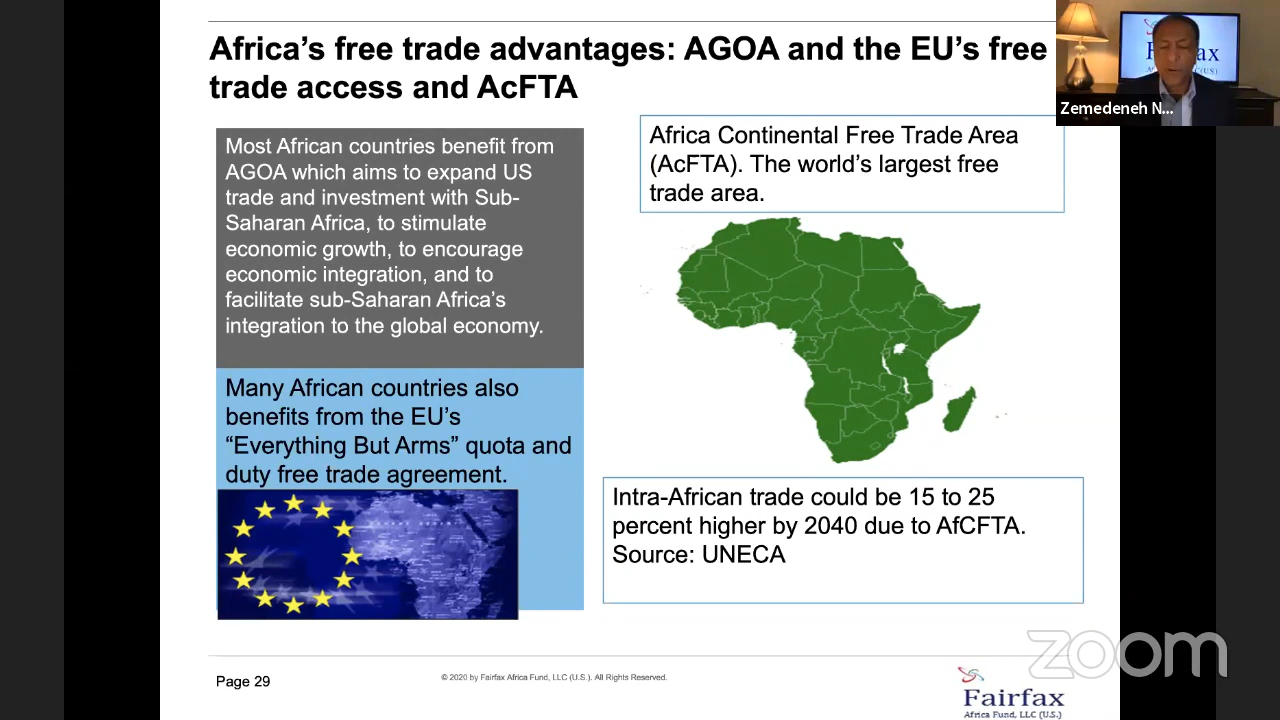 Africa's free trade advantages: AGOA and the EU's free
trade access and AcFTA
Zemedeneh N...
Most African countries benefit from
AGOA which aims to expand US
trade and investment with Sub-
Saharan Africa, to stimulate
economic growth, to encourage
economic integration, and to
facilitate sub-Saharan Africa's
integration to the global economy.
Many African countries also
benefits from the EU's
“Everything But Arms” quota and
duty free trade agreement.
Africa Continental Free Trade Area
(AcFTA). The world's largest free
trade area.
Intra-African trade could be 15 to 25
percent higher by 2040 due to AfCFTA.
Source: UNECA
zoom
Page 29
© 2020 by Fairfax Africa Fund, LLC (U.S.). All Rights Reserved.
Fairfax
Africa Fund, LLC (U.S.)